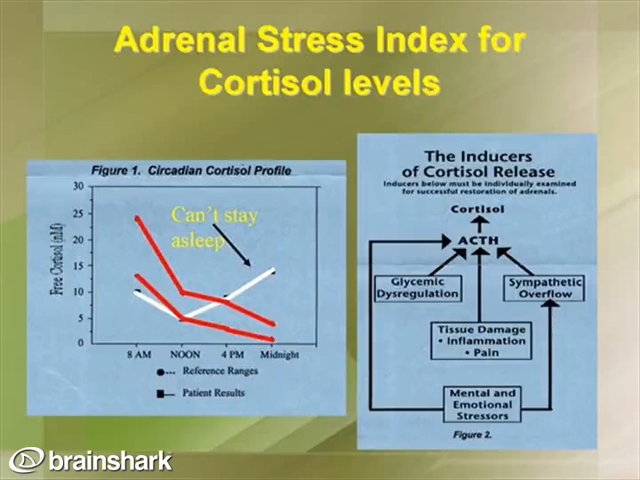 Adrenal Stress Index for
Cortisol levels
Figure 1. Circadian Cortisol Profile
30
25
20
15
10
5
0
Free Cortisol (nM)
Can't stay
asleep
8 AM NOON 4 PM Midnight
Reference Ranges
Patient Results
The Inducers
of Cortisol Release
Inducers below must be individually examined
for successful restoration of adrenals.
Cortisol
ACTH
Glycemic
Dysregulation
Sympathetic
Overflow
Tissue Damage
• Inflammation
• Pain
Mental and
Emotional
Stressors
Figure 2.
brainshark